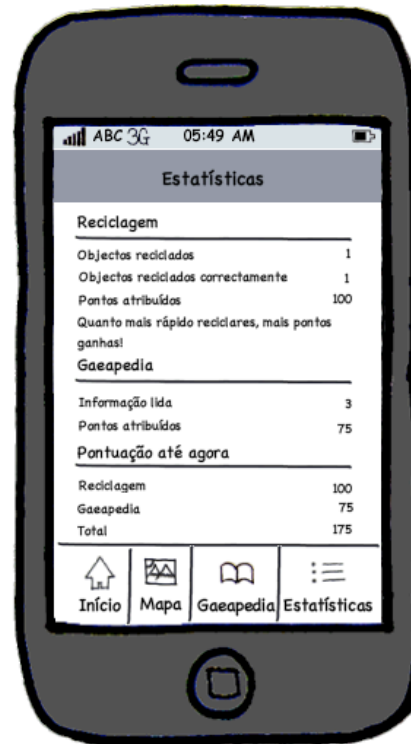 ABC 3G 05:49 AM
Estatísticas
Reciclagem
Objectos reciclados 1
Objectos reciclados correctamente 1
Pontos atribuídos 100
Quanto mais rápido reciclares, mais pontos
ganhas!
Gaeapedia
Informação lida 3
Pontos atribuídos 75
Pontuação até agora
Reciclagem 100
Gaeapedia 75
Total 175
Início Mapa Gaeapedia Estatísticas